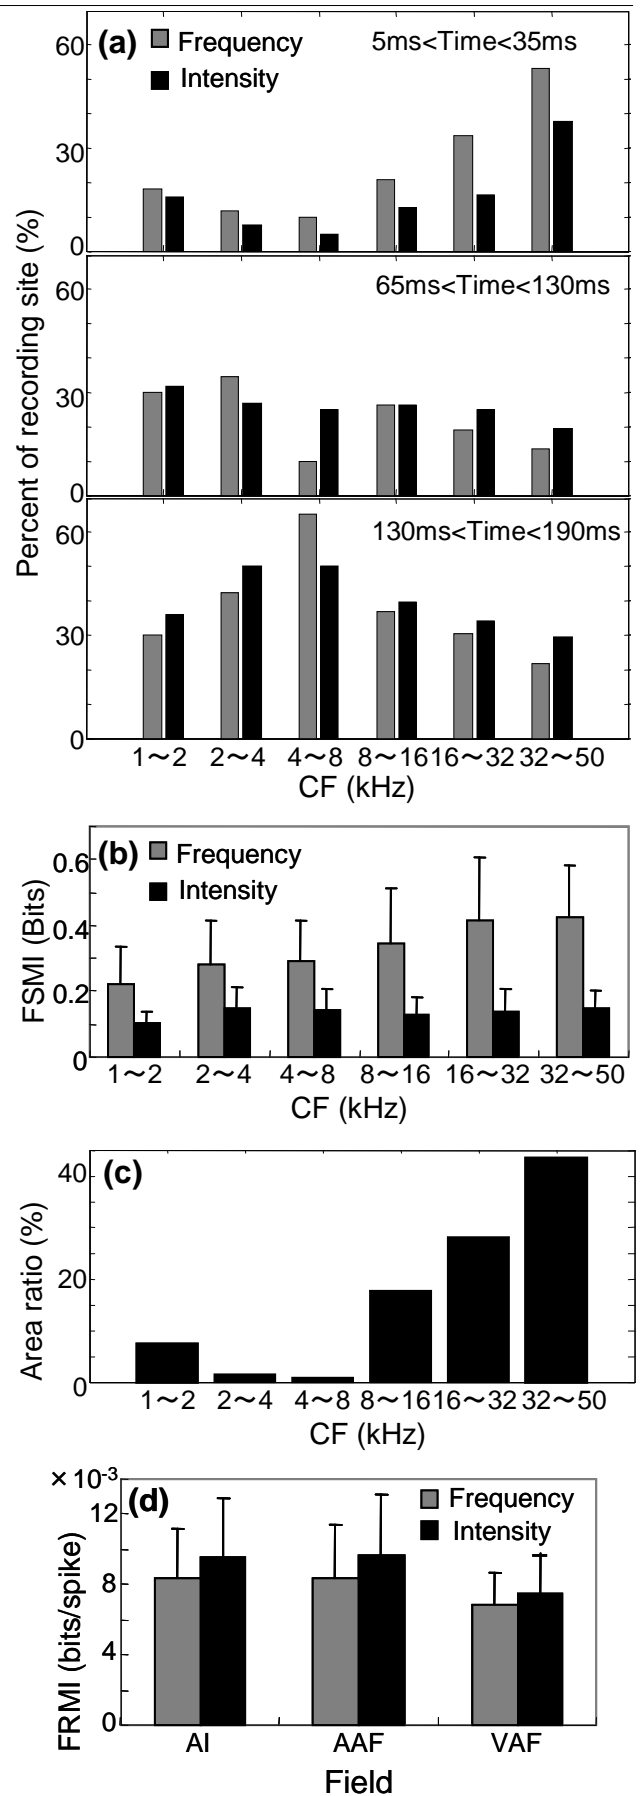 (a)
Frequency
5ms<Time<35ms
Intensity
60
30
0
65ms<Time<130ms
60
30
0
130ms<Time<190ms
60
30
0
Percent of recording site (%)
1～2 2～4 4～8 8～16 16～32 32～50
CF (kHz)
(b)
Frequency
Intensity
0.6
0.4
0.2
0
FSMI (Bits)
1～2 2～4 4～8 8～16 16～32 32～50
CF (kHz)
(c)
40
20
0
Area ratio (%)
1～2 2～4 4～8 8～16 16～32 32～50
CF (kHz)
×10-3
(d)
Frequency
Intensity
12
8
4
0
FRMI (bits/spike)
AI AAF VAF
Field